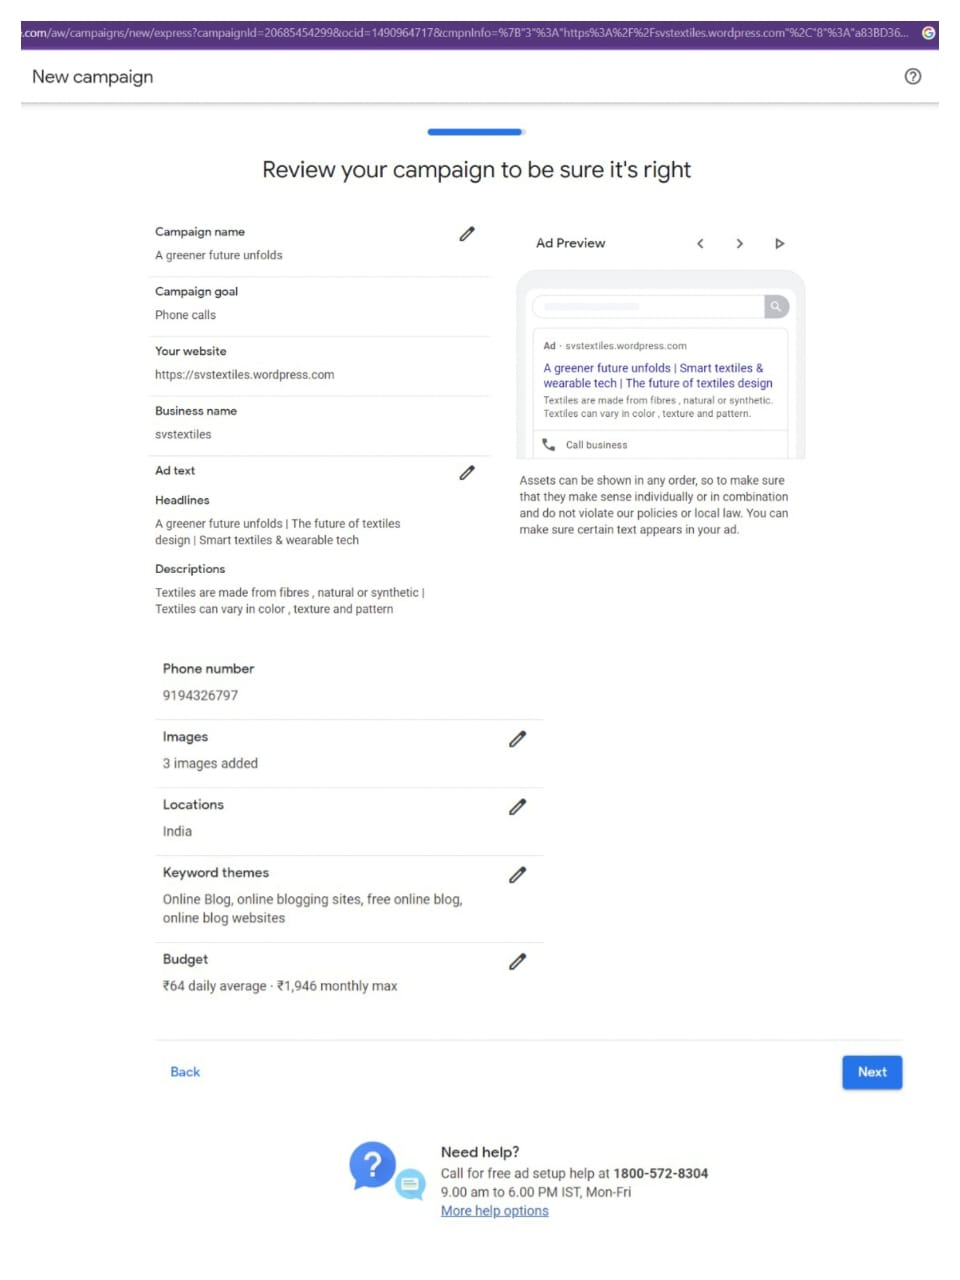 .com/aw/campaigns/new/express?campaignId=20685454299&ocid=1490964717&cmpnInfo=%7B"3"%3A"https%3A%2F%2Fsvstextiles.wordpress.com"%2C"8"%3A"a83BD36...
New campaign
Review your campaign to be sure it's right
Campaign name
A greener future unfolds
Campaign goal
Phone calls
Your website
https://svstextiles.wordpress.com
Business name
svstextiles
Ad text
Headlines
A greener future unfolds | The future of textiles
design | Smart textiles & wearable tech
Descriptions
Textiles are made from fibres , natural or synthetic |
Textiles can vary in color , texture and pattern
Ad Preview
Ad · svstextiles.wordpress.com
A greener future unfolds | Smart textiles &
wearable tech | The future of textiles design
Textiles are made from fibres , natural or synthetic.
Textiles can vary in color , texture and pattern.
Call business
Assets can be shown in any order, so to make sure
that they make sense individually or in combination
and do not violate our policies or local law. You can
make sure certain text appears in your ad.
Phone number
9194326797
Images
3 images added
Locations
India
Keyword themes
Online Blog, online blogging sites, free online blog,
online blog websites
Budget
₹64 daily average · ₹1,946 monthly max
Back
Next
Need help?
Call for free ad setup help at 1800-572-8304
9.00 am to 6.00 PM IST, Mon-Fri
More help options